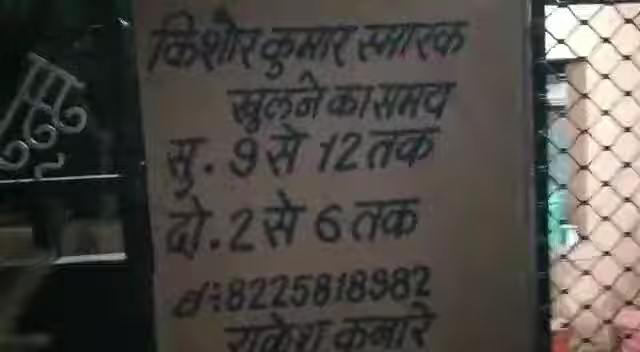 किशोर कुमार स्मारक
खुलने का समय
सु. 9 से 12 तक
दो. 2 से 6 तक
8225818982
राकेश कनारे